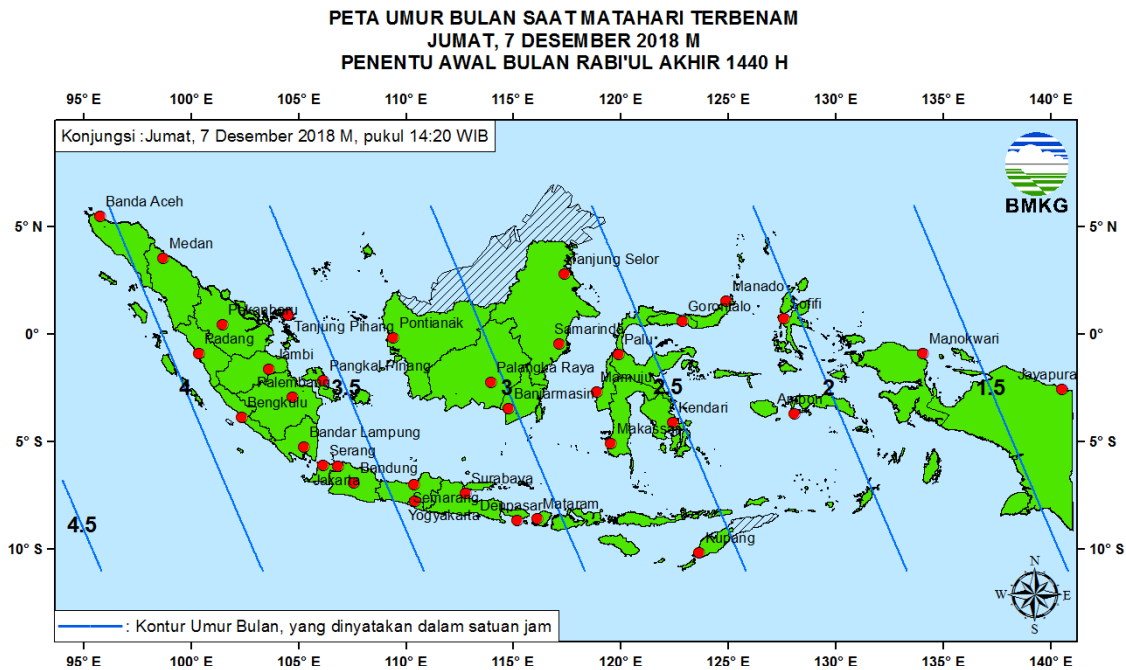 PETA UMUR BULAN SAAT MATAHARI TERBENAM
JUMAT, 7 DESEMBER 2018 M
PENENTU AWAL BULAN RABI'UL AKHIR 1440 H
95° E 100° E 105° E 110° E 115° E 120° E 125° E 130° E 135° E 140° E
Konjungsi :Jumat, 7 Desember 2018 M, pukul 14:20 WIB
BMKG
Banda Aceh
5° N 5° N
Medan
Tanjung Selor
Manado
Pekanbaru
Gorontalo
Sofifi
Tanjung Pinang
Pontianak
0° 0°
Samarinda
Padang
Palu
Manokwari
Jambi
Pangkal Pinang
Palangka Raya
Mamuju
Jayapura
4 3.5 3 2.5 2 1.5
Palembang
Bengkulu
Banjarmasin
Ambon
Kendari
Bandar Lampung
Makassar
5° S 5° S
Serang
Bandung
Jakarta
Surabaya
Semarang
Denpasar
Mataram
Yogyakarta
4.5
Kupang
10° S 10° S
N
W E
S
: Kontur Umur Bulan, yang dinyatakan dalam satuan jam
95° E 100° E 105° E 110° E 115° E 120° E 125° E 130° E 135° E 140° E